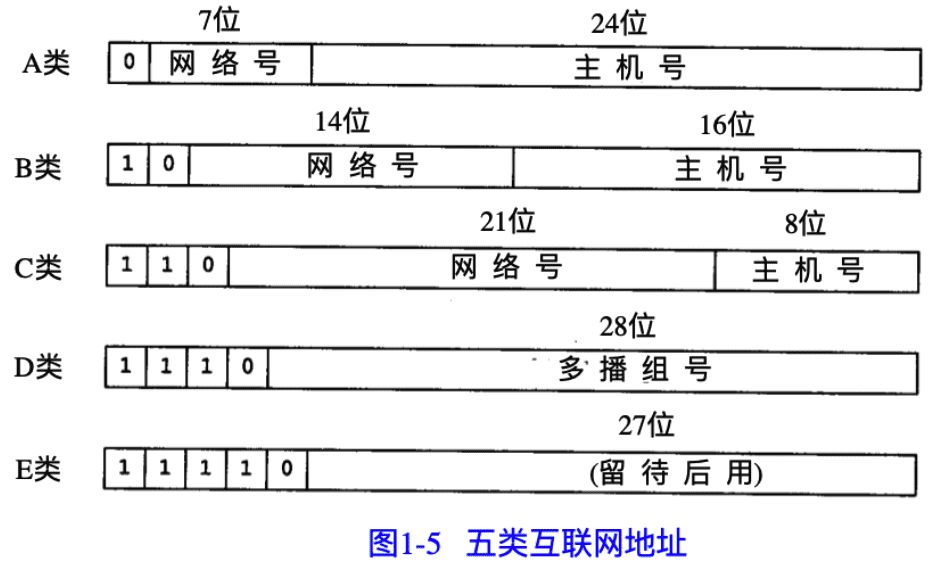 7位 24位
A类 0 网络号 主机号
14位 16位
B类 1 0 网络号 主机号
21位 8位
C类 1 1 0 网络号 主机号
28位
D类 1 1 1 0 多播组号
27位
E类 1 1 1 1 0 (留待后用)
图1-5 五类互联网地址